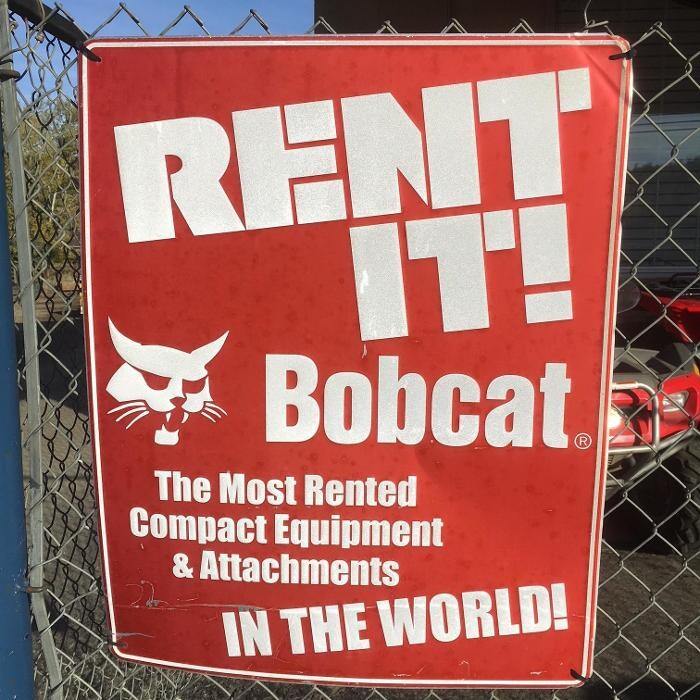 RENT
IT!
Bobcat®
The Most Rented
Compact Equipment
& Attachments
IN THE WORLD!